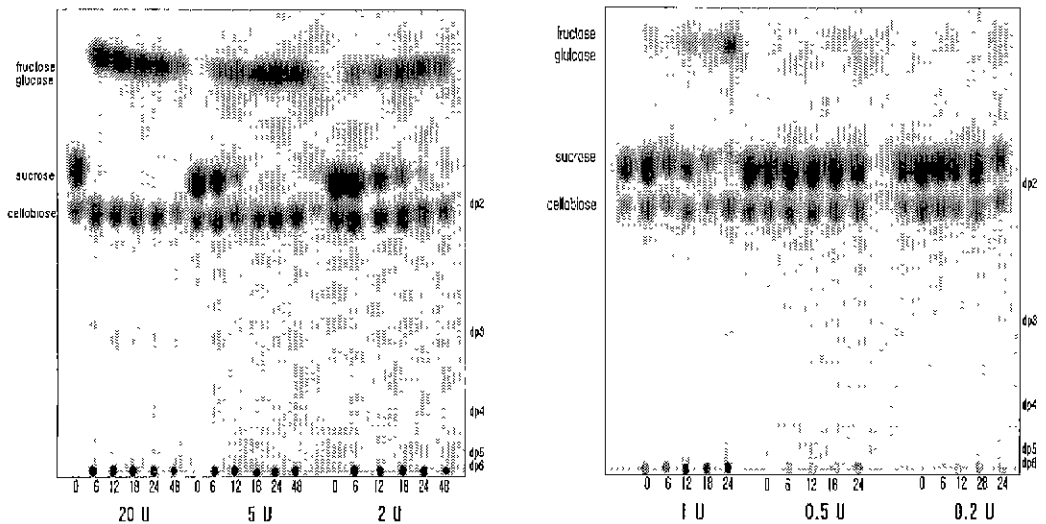 fructose
glucose
sucrose
cellobiose
dp2
dp3
dp4
dp5
dp6
0 6 12 18 24 48 0 6 12 18 24 48 0 6 12 18 24 48
20 U 5 U 2 U
fructose
glulcose
sucrose
cellobiose
dp2
dp3
dp4
dp5
dp6
0 6 12 18 24 0 6 12 18 24 0 6 12 28 24
1 U 0.5 U 0.2 U